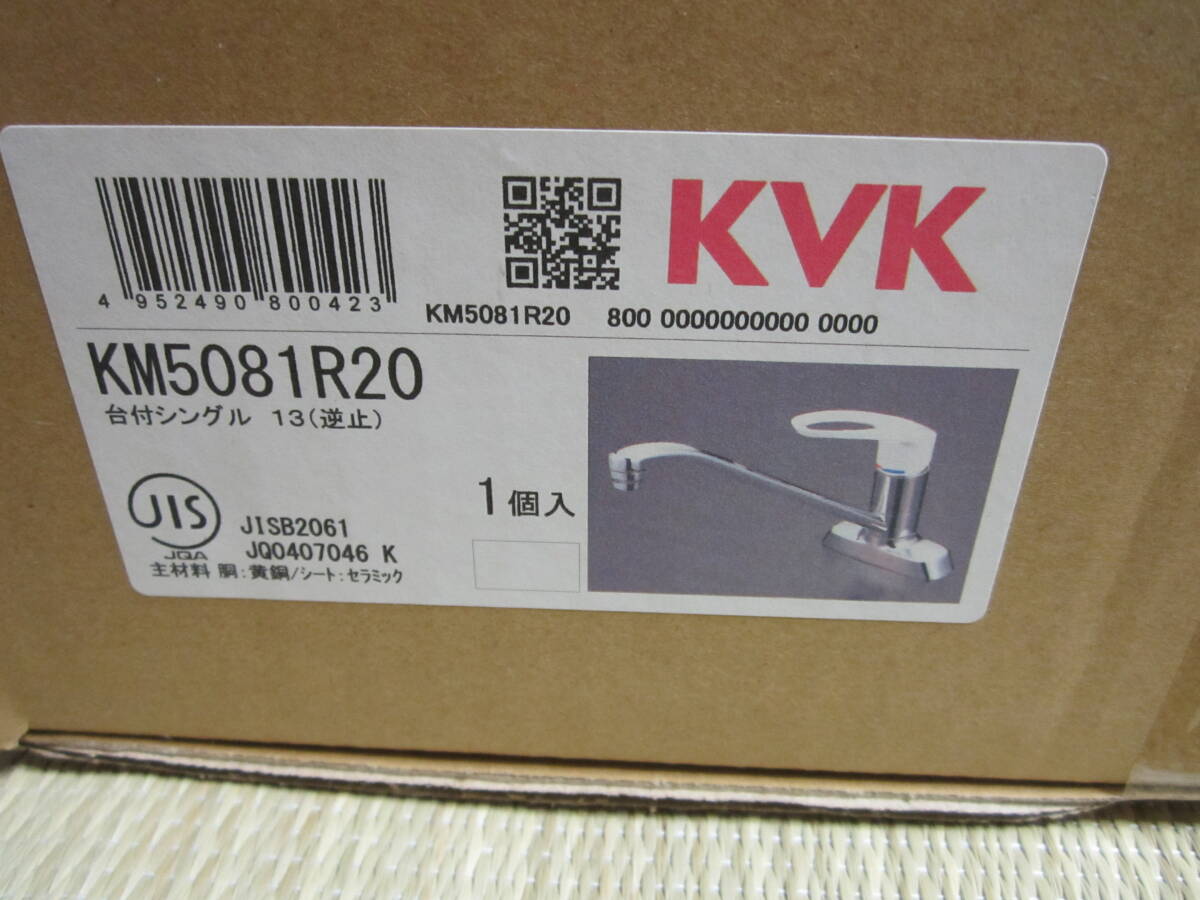 KVK
4 952490 800423
KM5081R20 800 0000000000 0000
KM5081R20
台付シングル 13(逆止)
1個入
JIS
JQA
JISB2061
JQ0407046 K
主材料 胴:黄銅/シート:セラミック